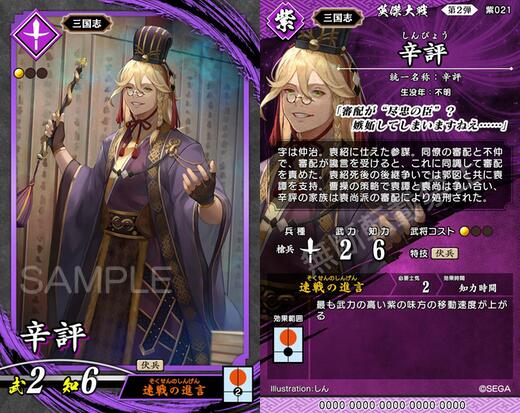 三国志
SAMPLE
辛評
伏兵
武2 知6
そくせんのしんげん
速戦の進言
2
紫
三国志
英傑大戦
第2弾
紫021
しんぴょう
辛評
統一名称：辛評
生没年：不明
「審配が“尽忠の臣”？
嫉妬してしまいますねえ……」
字は仲治。袁紹に仕えた参謀。同僚の審配と不仲
で、審配が讒言を受けると、これに同調して審配
を責めた。袁紹死後の後継争いでは郭図と共に袁
譚を支持。曹操の策略で袁譚と袁尚は争い合い、
辛評の家族は袁尚派の審配により処刑された。
兵種 武力 知力 武将コスト
槍兵 2 6 特技 伏兵
そくせんのしんげん 必要士気 効果時間
速戦の進言 2 知力時間
最も武力の高い紫の味方の移動速度が上が
る
効果範囲
Illustration:しん
©SEGA
0000 0000 0000 0000 0000